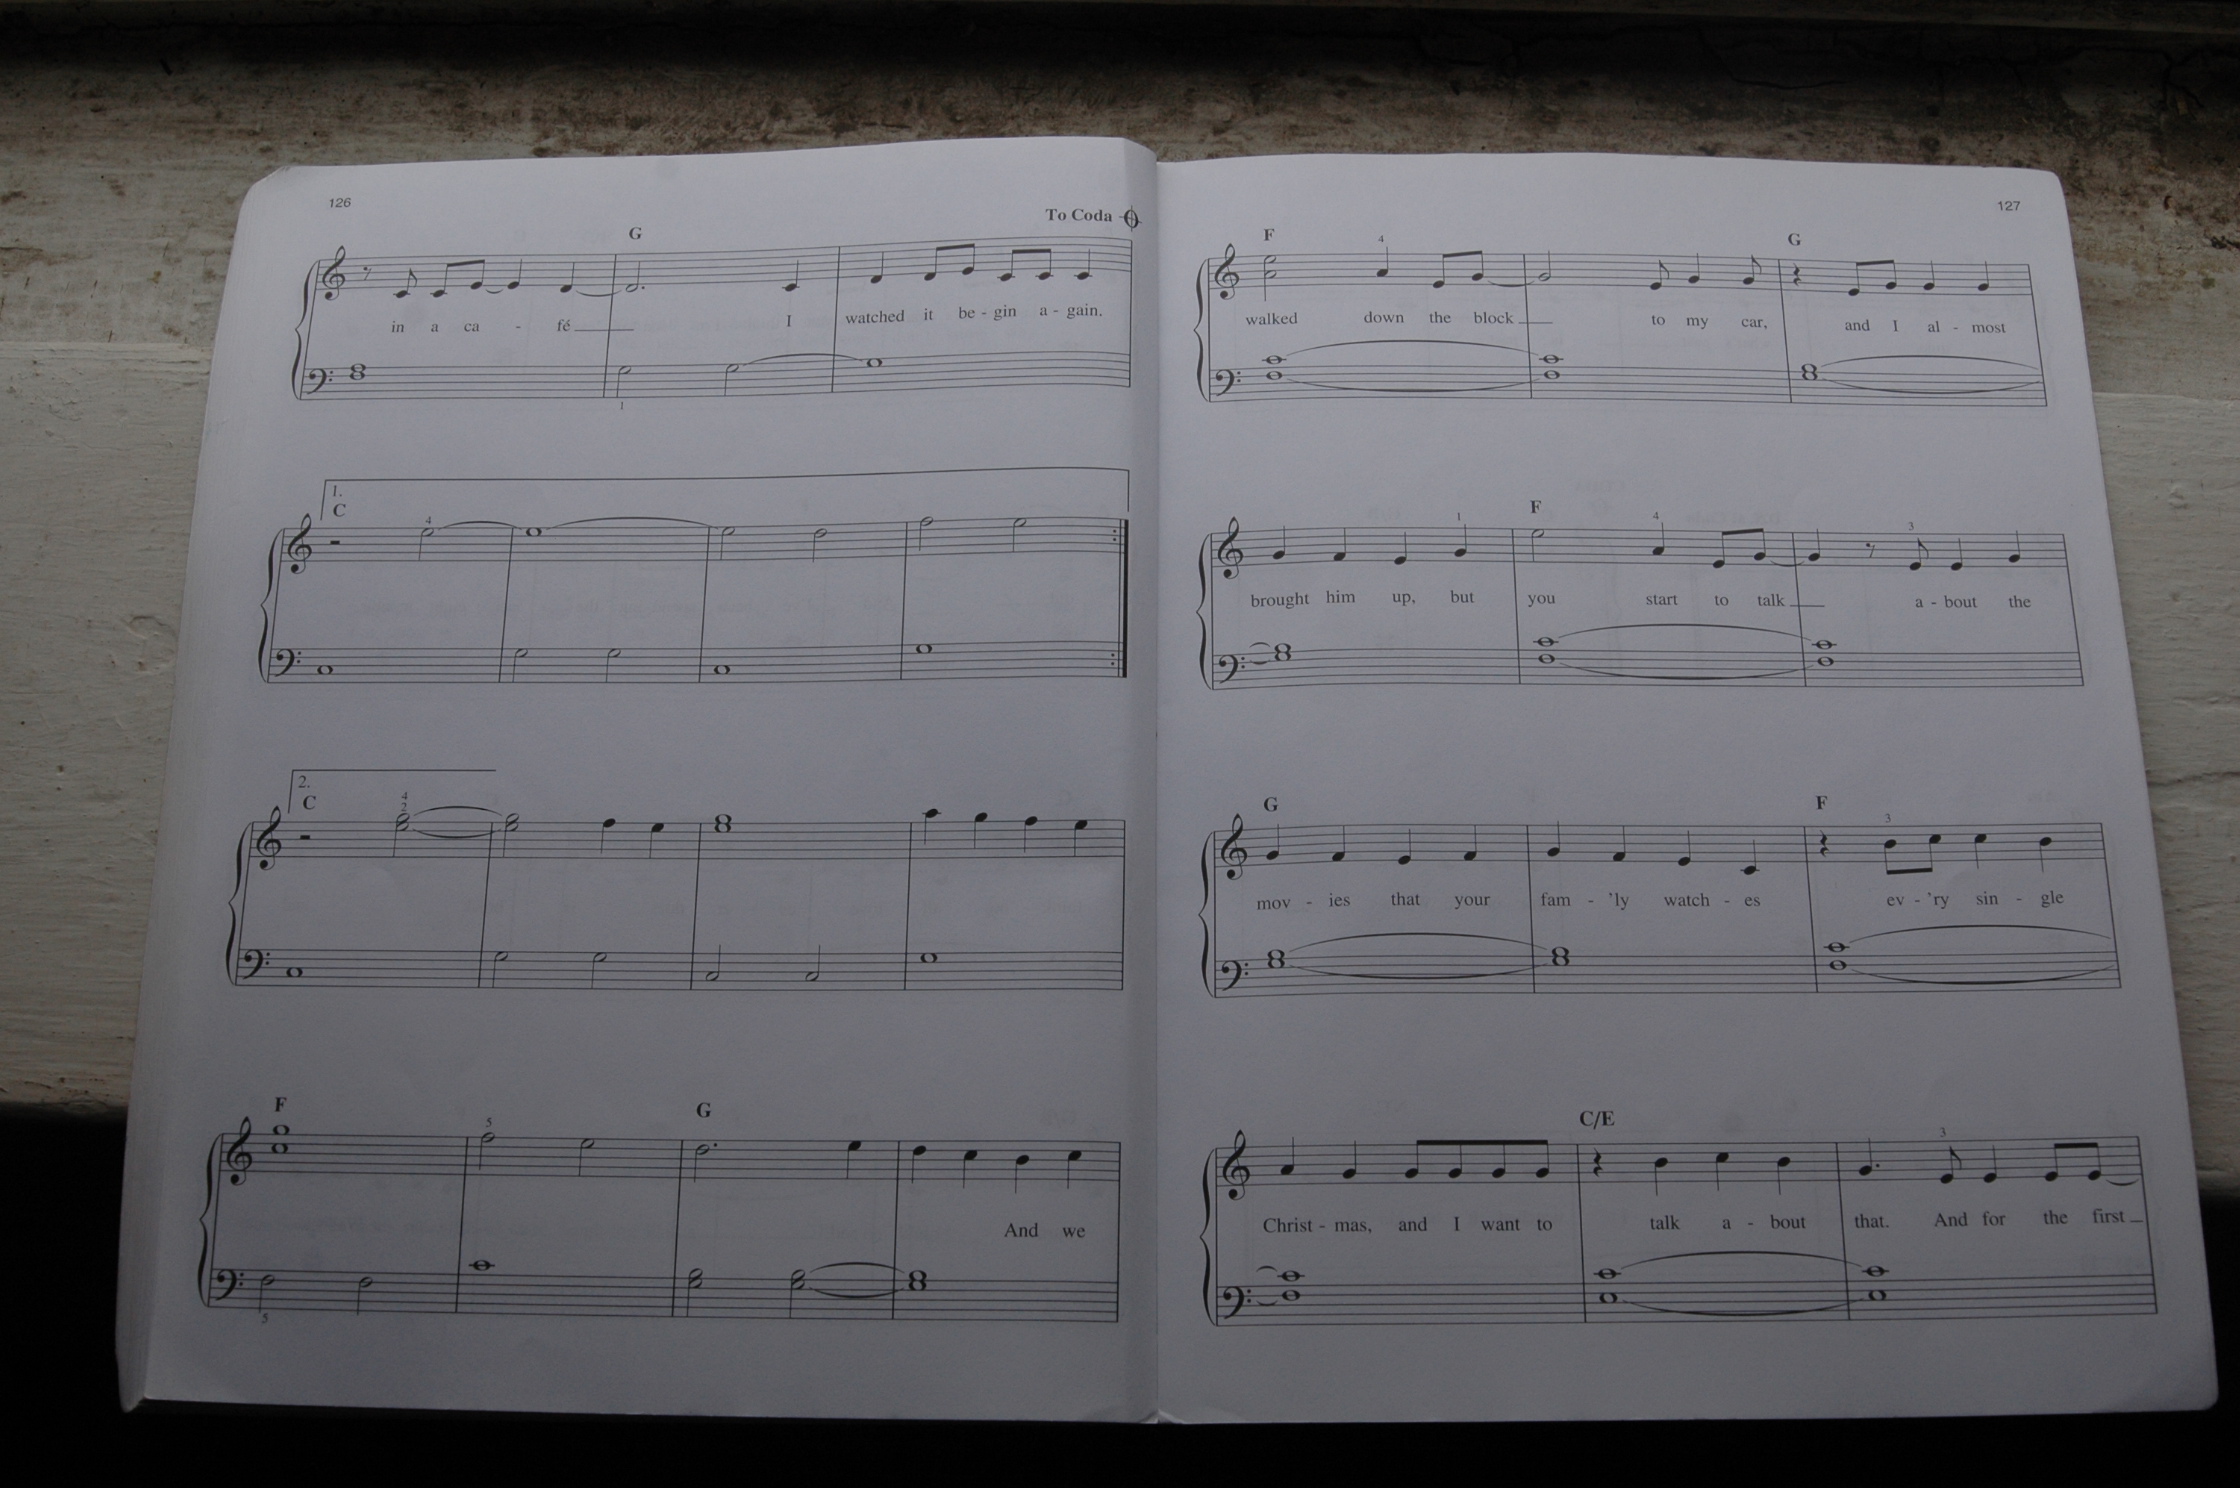 126
To Coda
G
in a ca - fé I watched it be - gin a - gain.
1
1.
C
4
2.
C
4
2
F
G
5
And we
5
127
F
4
G
walked down the block to my car, and I al - most
F
1
4
3
brought him up, but you start to talk a - bout the
G
F
3
mov - ies that your fam - 'ly watch - es ev - 'ry sin - gle
C/E
3
Christ - mas, and I want to talk a - bout that. And for the first